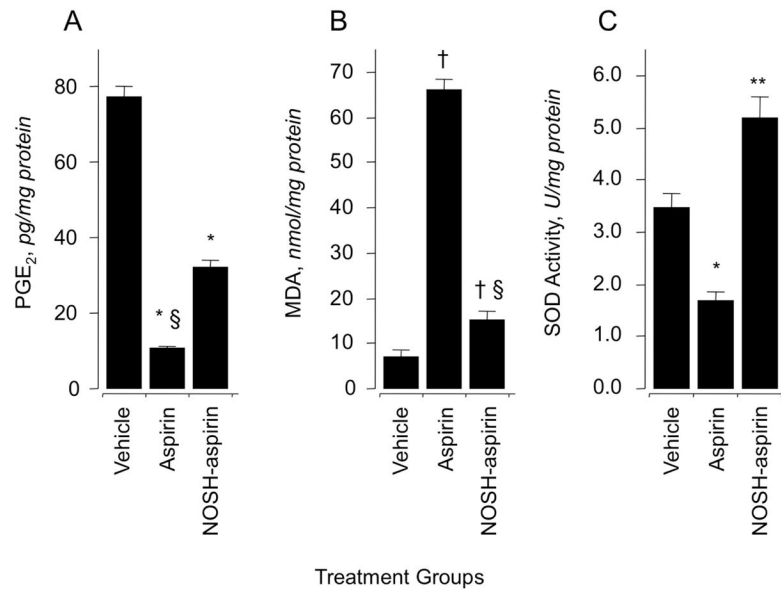 A
PGE₂, pg/mg protein
80
60
40
20
0
* §
*
Vehicle
Aspirin
NOSH-aspirin
B
MDA, nmol/mg protein
70
60
50
40
30
20
10
0
†
† §
Vehicle
Aspirin
NOSH-aspirin
C
SOD Activity, U/mg protein
6.0
5.0
4.0
3.0
2.0
1.0
0.0
*
**
Vehicle
Aspirin
NOSH-aspirin
Treatment Groups